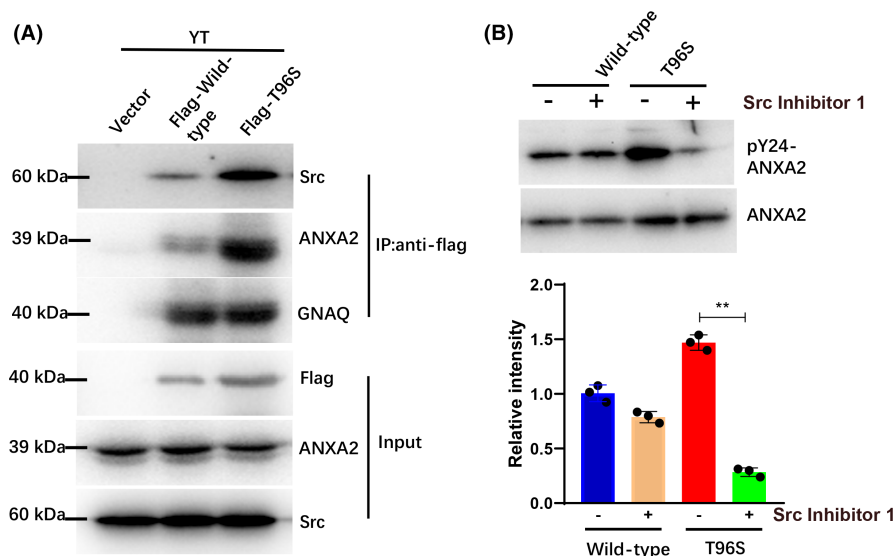 (A)
YT
Vector
Flag-Wild-
type
Flag-T96S
60 kDa
Src
39 kDa
ANXA2
IP:anti-flag
40 kDa
GNAQ
40 kDa
Flag
39 kDa
ANXA2
Input
60 kDa
Src
(B)
Wild-type
T96S
- + - + Src Inhibitor 1
pY24-
ANXA2
ANXA2
Relative intensity
2.0
1.5
1.0
0.5
0.0
**
- + - + Src Inhibitor 1
Wild-type T96S